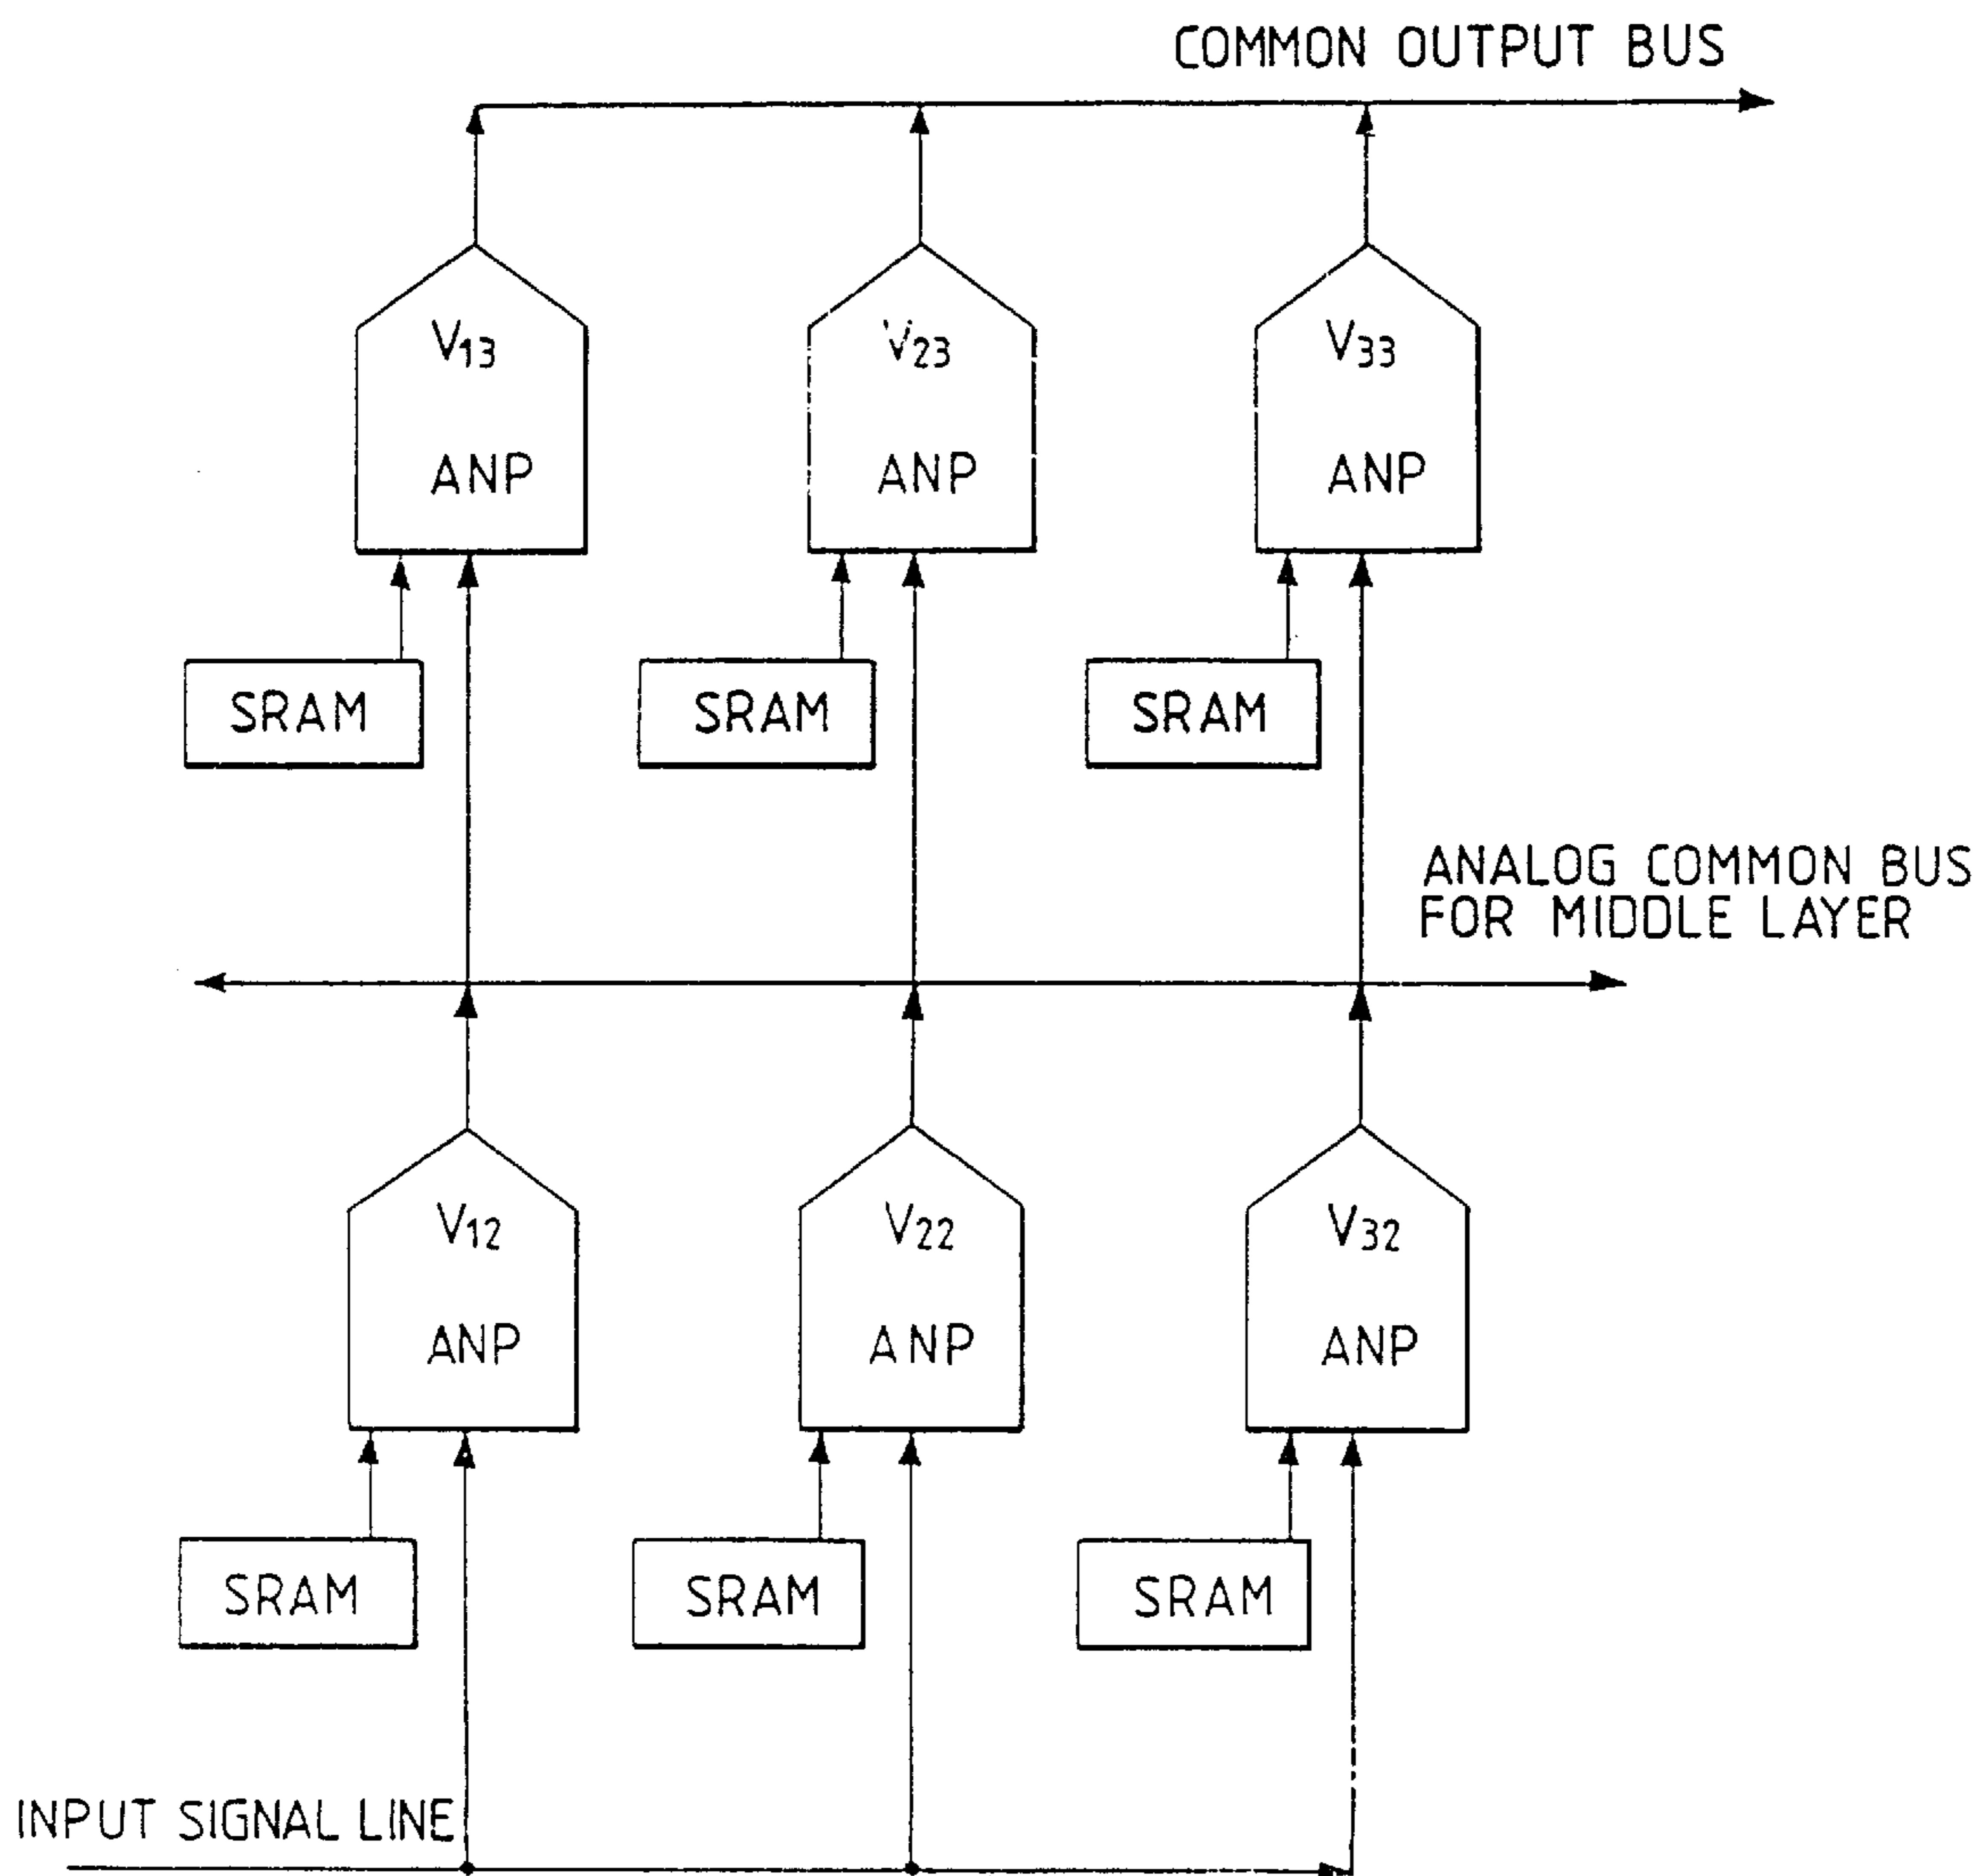 COMMON OUTPUT BUS
V13 V23 V33
ANP ANP ANP
SRAM SRAM SRAM
ANALOG COMMON BUS
FOR MIDDLE LAYER
V12 V22 V32
ANP ANP ANP
SRAM SRAM SRAM
INPUT SIGNAL LINE